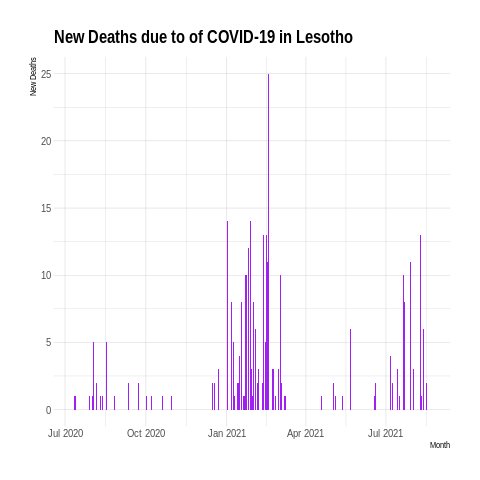 New Deaths due to of COVID-19 in Lesotho
New Deaths
25
20
15
10
5
0
Jul 2020
Oct 2020
Jan 2021
Apr 2021
Jul 2021
Month